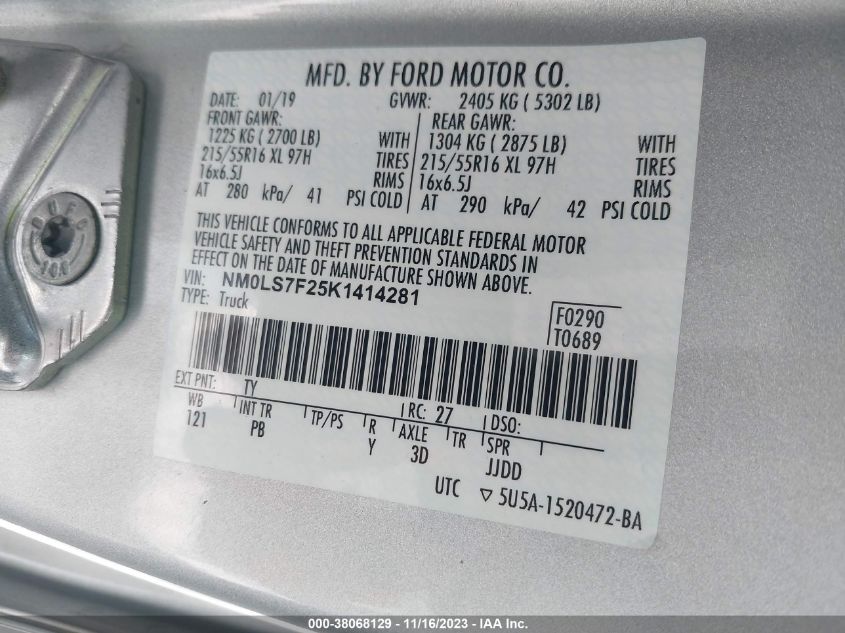 MFD. BY FORD MOTOR CO.
DATE: 01/19 GVWR: 2405 KG ( 5302 LB)
FRONT GAWR: REAR GAWR:
1225 KG ( 2700 LB) WITH 1304 KG ( 2875 LB) WITH
215/55R16 XL 97H TIRES 215/55R16 XL 97H TIRES
16x6.5J RIMS 16x6.5J RIMS
AT 280 kPa/ 41 PSI COLD AT 290 kPa/ 42 PSI COLD
THIS VEHICLE CONFORMS TO ALL APPLICABLE FEDERAL MOTOR
VEHICLE SAFETY AND THEFT PREVENTION STANDARDS IN
EFFECT ON THE DATE OF MANUFACTURE SHOWN ABOVE.
VIN: NM0LS7F25K1414281
TYPE: Truck
F0290
T0689
EXT PNT: TY RC: 27 DSO:
WB INT TR TP/PS R AXLE TR SPR
121 PB Y 3D JJDD
UTC ▽ 5U5A-1520472-BA
000-38068129 - 11/16/2023 - IAA Inc.